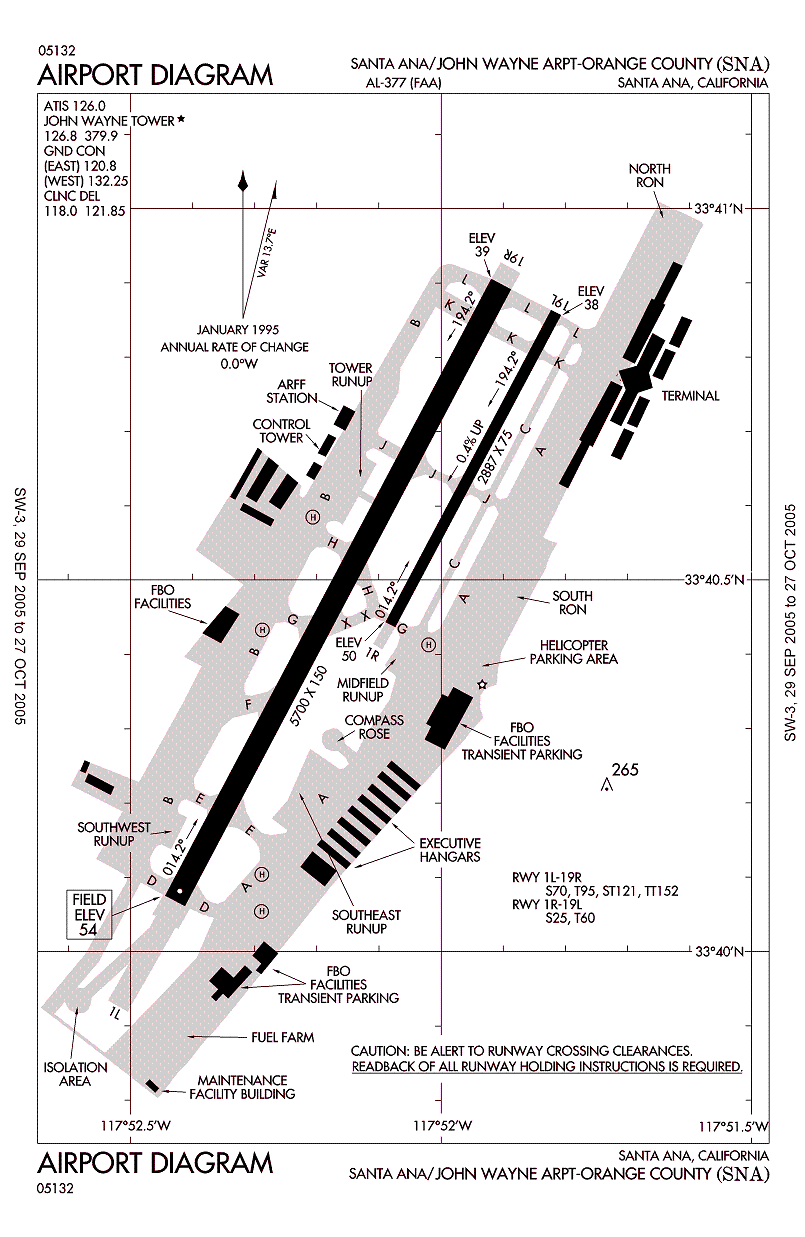 05132
AIRPORT DIAGRAM
SANTA ANA/JOHN WAYNE ARPT-ORANGE COUNTY (SNA)
AL-377 (FAA)
SANTA ANA, CALIFORNIA
ATIS 126.0
JOHN WAYNE TOWER★
126.8 379.9
GND CON
(EAST) 120.8
(WEST) 132.25
CLNC DEL
118.0 121.85
VAR 13.7°E
JANUARY 1995
ANNUAL RATE OF CHANGE
0.0°W
NORTH
RON
33°41'N
ELEV
39
19R
ELEV
38
19L
L
L
L
K
K
K
B
194.2°
194.2°
TOWER
RUNUP
ARFF
STATION
CONTROL
TOWER
TERMINAL
0.4% UP
2887 X 75
C
A
J
J
J
B
H
H
H
33°40.5'N
FBO
FACILITIES
014.2°
C
A
SOUTH
RON
G
X
X
G
H
H
B
ELEV
50
1R
HELICOPTER
PARKING AREA
MIDFIELD
RUNUP
5700 X 150
F
COMPASS
ROSE
FBO
FACILITIES
TRANSIENT PARKING
265
B
E
E
A
SOUTHWEST
RUNUP
014.2°
EXECUTIVE
HANGARS
D
D
A
H
H
FIELD
ELEV
54
SOUTHEAST
RUNUP
RWY 1L-19R
S70, T95, ST121, TT152
RWY 1R-19L
S25, T60
33°40'N
FBO
FACILITIES
TRANSIENT PARKING
1L
FUEL FARM
ISOLATION
AREA
MAINTENANCE
FACILITY BUILDING
CAUTION: BE ALERT TO RUNWAY CROSSING CLEARANCES.
READBACK OF ALL RUNWAY HOLDING INSTRUCTIONS IS REQUIRED.
117°52.5'W
117°52'W
117°51.5'W
SW-3, 29 SEP 2005 to 27 OCT 2005
SW-3, 29 SEP 2005 to 27 OCT 2005
AIRPORT DIAGRAM
05132
SANTA ANA, CALIFORNIA
SANTA ANA/JOHN WAYNE ARPT-ORANGE COUNTY (SNA)